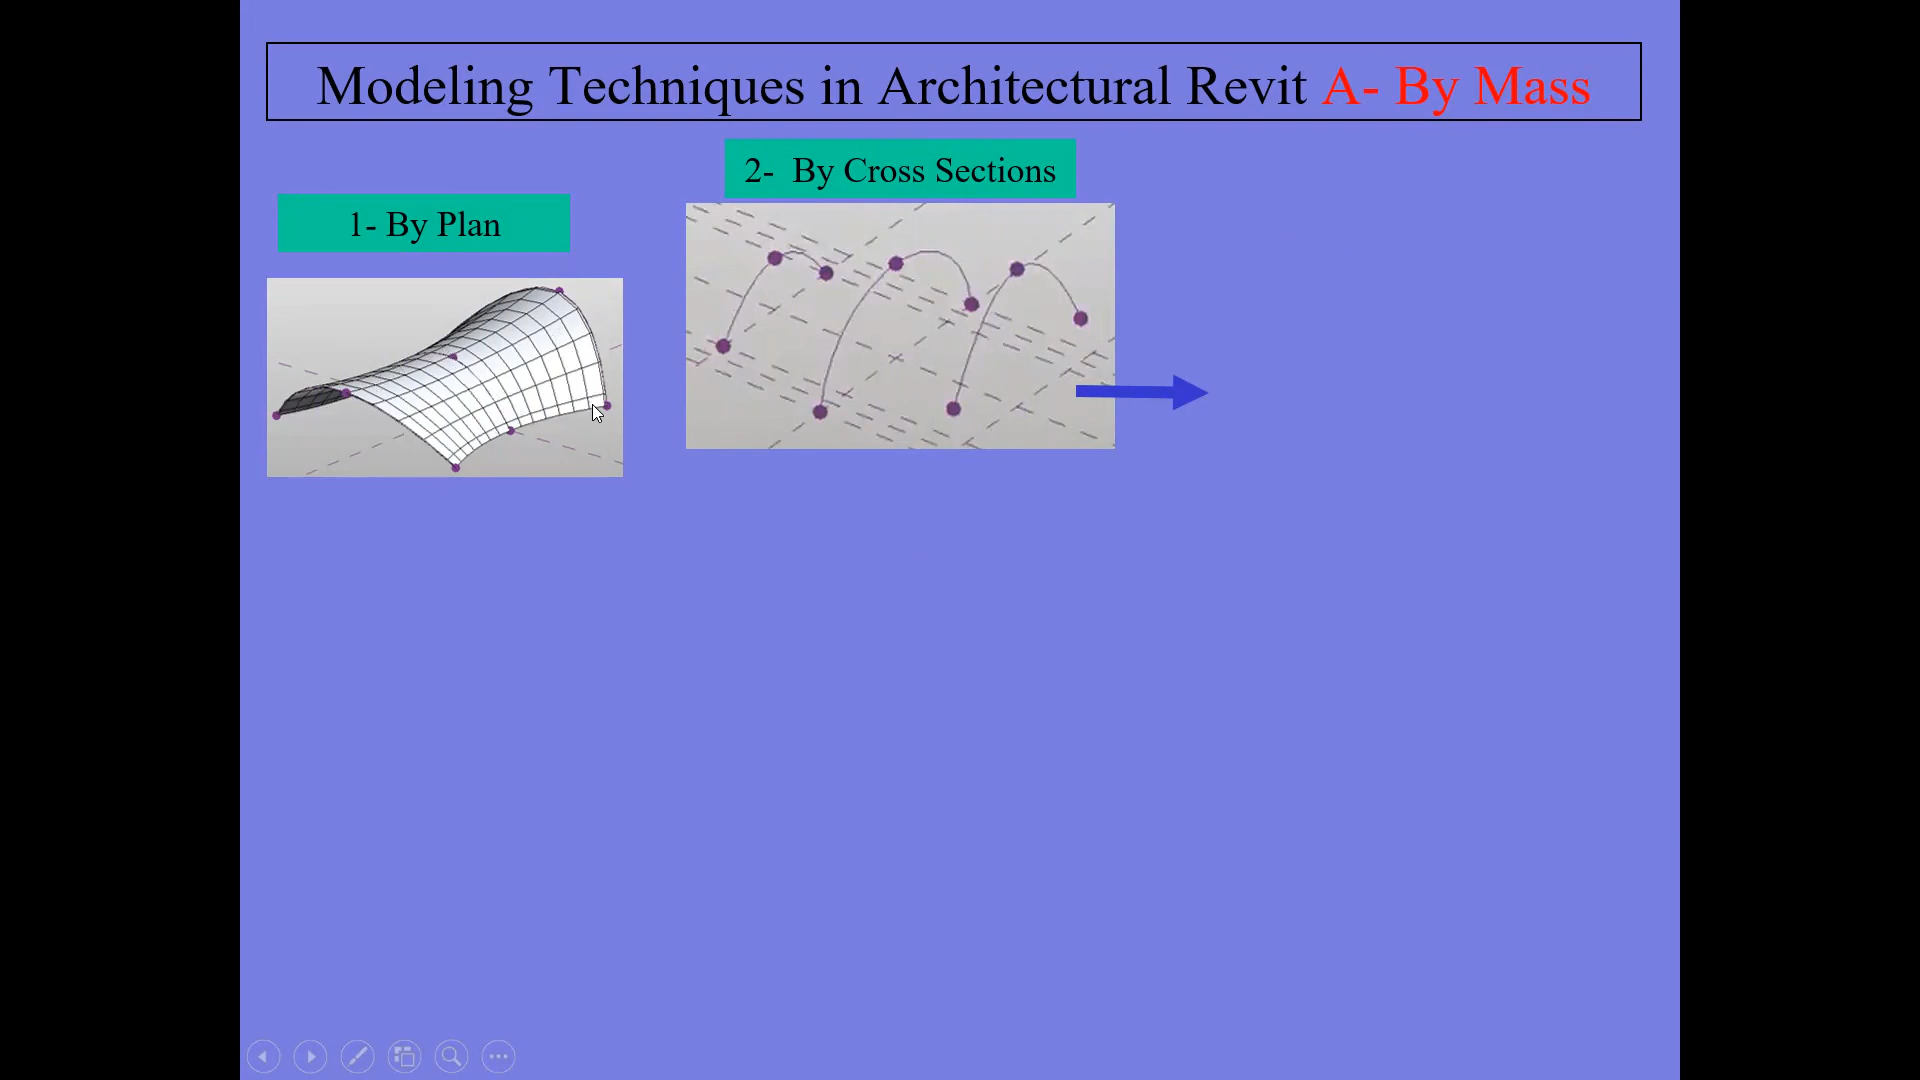 Modeling Techniques in Architectural Revit A- By Mass
2- By Cross Sections
1- By Plan